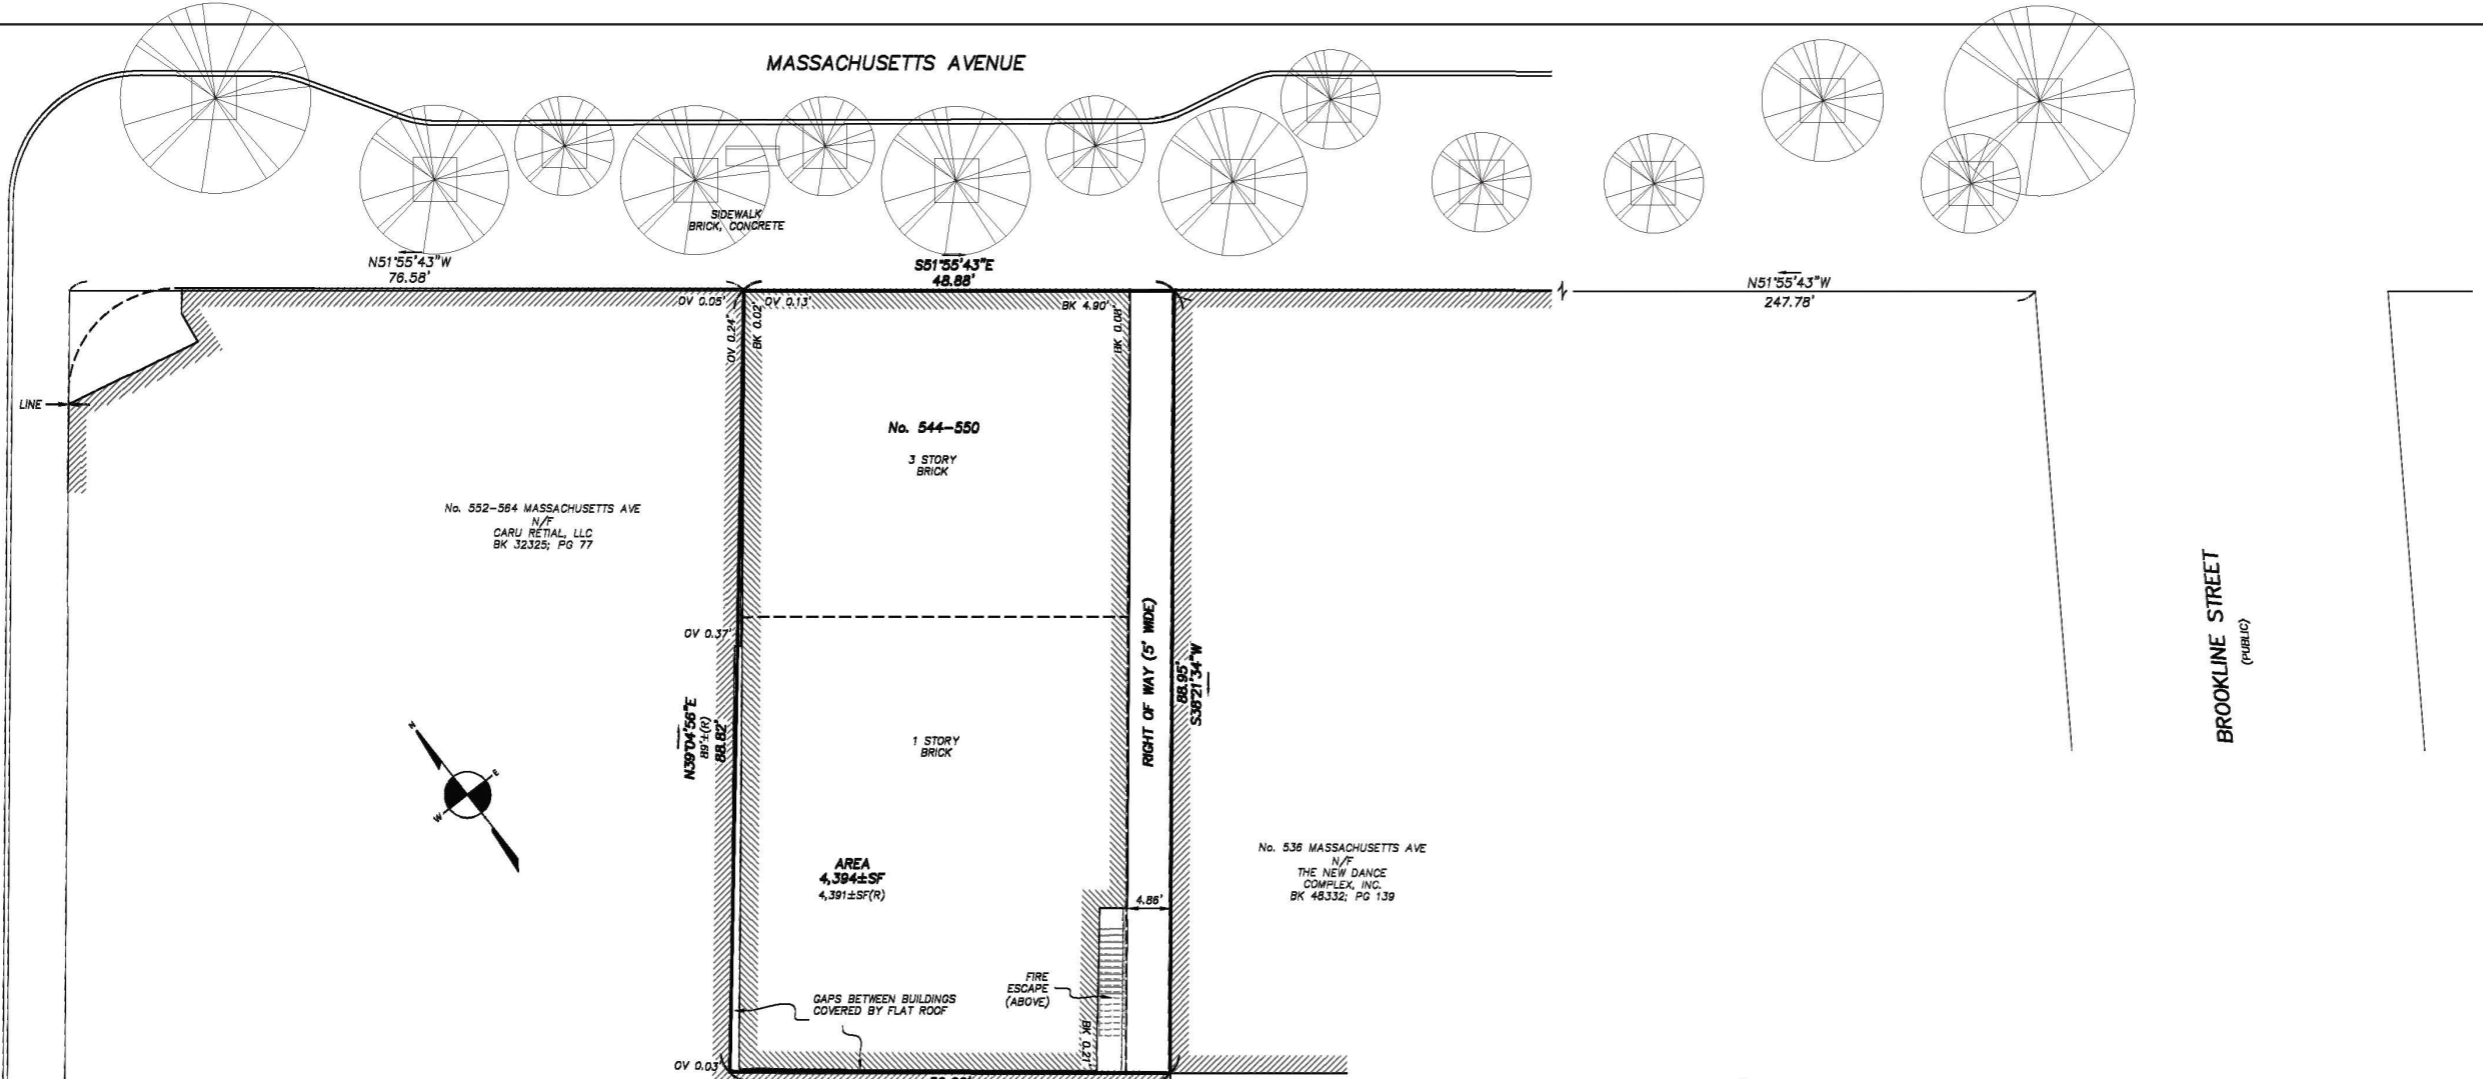 MASSACHUSETTS AVENUE
SIDEWALK
BRICK, CONCRETE
N51°55'43"W
76.58'
S51°55'43"E
48.88'
N51°55'43"W
247.78'
OV 0.05'
OV 0.13'
BK 4.90'
OV 0.24'
BK 0.02'
BK 0.08'
LINE
No. 544-550
3 STORY
BRICK
No. 552-564 MASSACHUSETTS AVE
N/F
CARU RETIAL, LLC
BK 32325; PG 77
OV 0.37'
RIGHT OF WAY (5' WIDE)
88.95'
S38°21'34"W
BROOKLINE STREET
(PUBLIC)
N39°04'56"E
89'±(R)
88.82'
1 STORY
BRICK
N
E
W
AREA
4,394±SF
4,391±SF(R)
No. 536 MASSACHUSETTS AVE
N/F
THE NEW DANCE
COMPLEX, INC.
BK 48332; PG 139
4.86'
FIRE
ESCAPE
(ABOVE)
GAPS BETWEEN BUILDINGS
COVERED BY FLAT ROOF
BK 0.21'
OV 0.03'